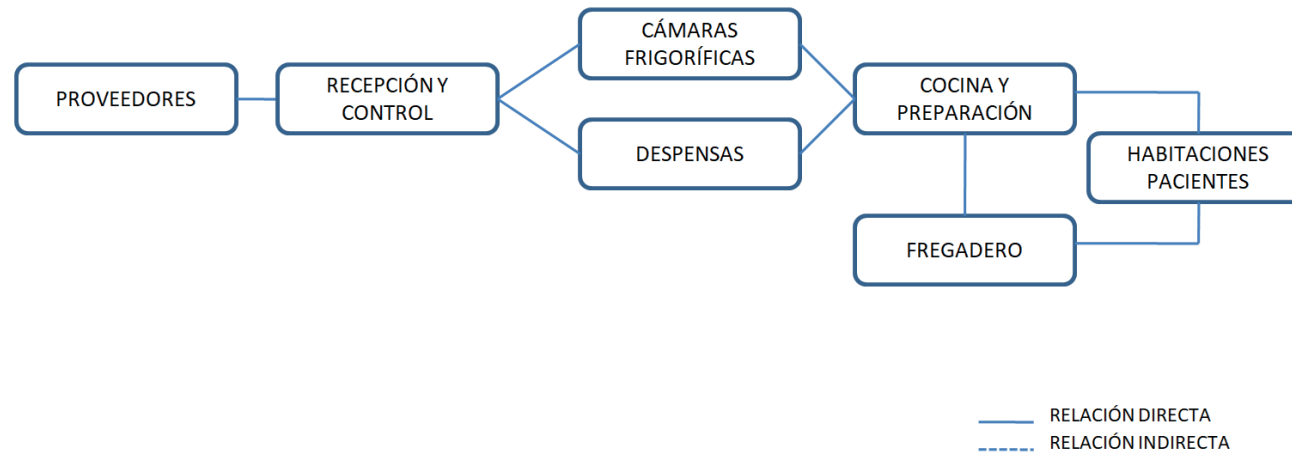 PROVEEDORES
RECEPCIÓN Y
CONTROL
CÁMARAS
FRIGORÍFICAS
DESPENSAS
COCINA Y
PREPARACIÓN
HABITACIONES
PACIENTES
FREGADERO
RELACIÓN DIRECTA
RELACIÓN INDIRECTA